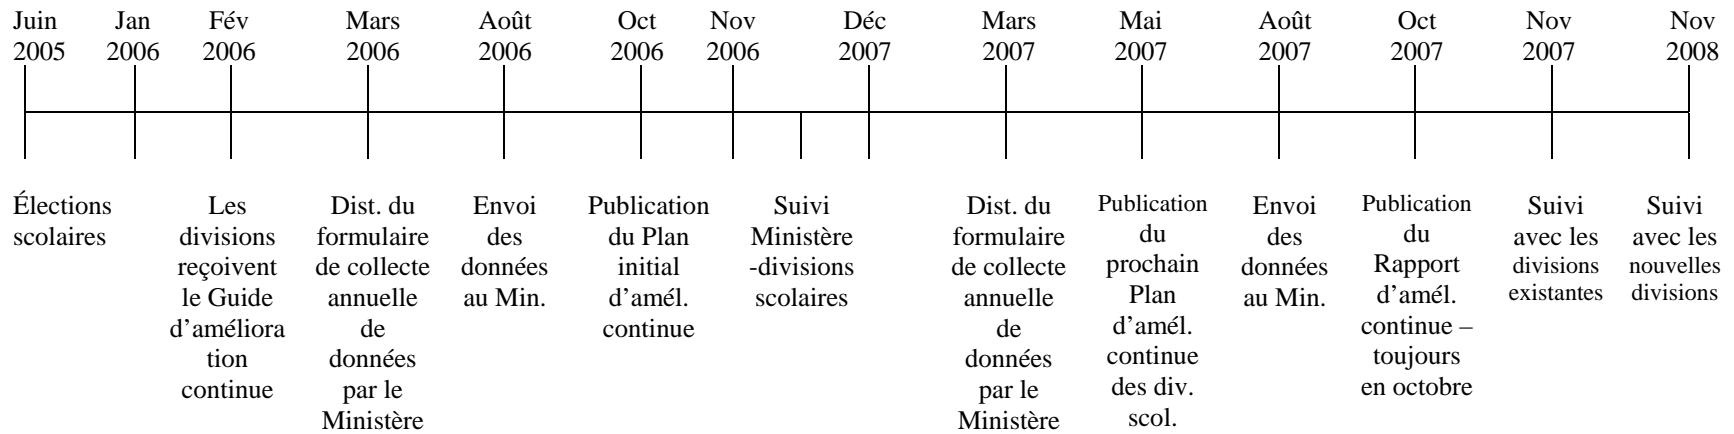 Juin Jan Fév Mars Août Oct Nov Déc Mars Mai Août Oct Nov Nov
2005 2006 2006 2006 2006 2006 2006 2007 2007 2007 2007 2007 2007 2008
Élections
scolaires
Les
divisions
reçoivent
le Guide
d’améliora
tion
continue
Dist. du
formulaire
de collecte
annuelle
de
données
par le
Ministère
Envoi
des
données
au Min.
Publication
du Plan
initial
d’amél.
continue
Suivi
Ministère
-divisions
scolaires
Dist. du
formulaire
de collecte
annuelle
de
données
par le
Ministère
Publication
du
prochain
Plan
d’amél.
continue
des div.
scol.
Envoi
des
données
au Min.
Publication
du
Rapport
d’amél.
continue –
toujours
en octobre
Suivi
avec les
divisions
existantes
Suivi
avec les
nouvelles
divisions